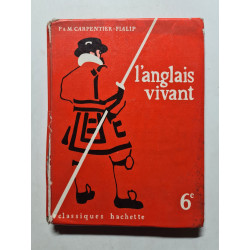 P & M. CARPENTIER-FIALIP
l'anglais
vivant
6e
classiques hachette